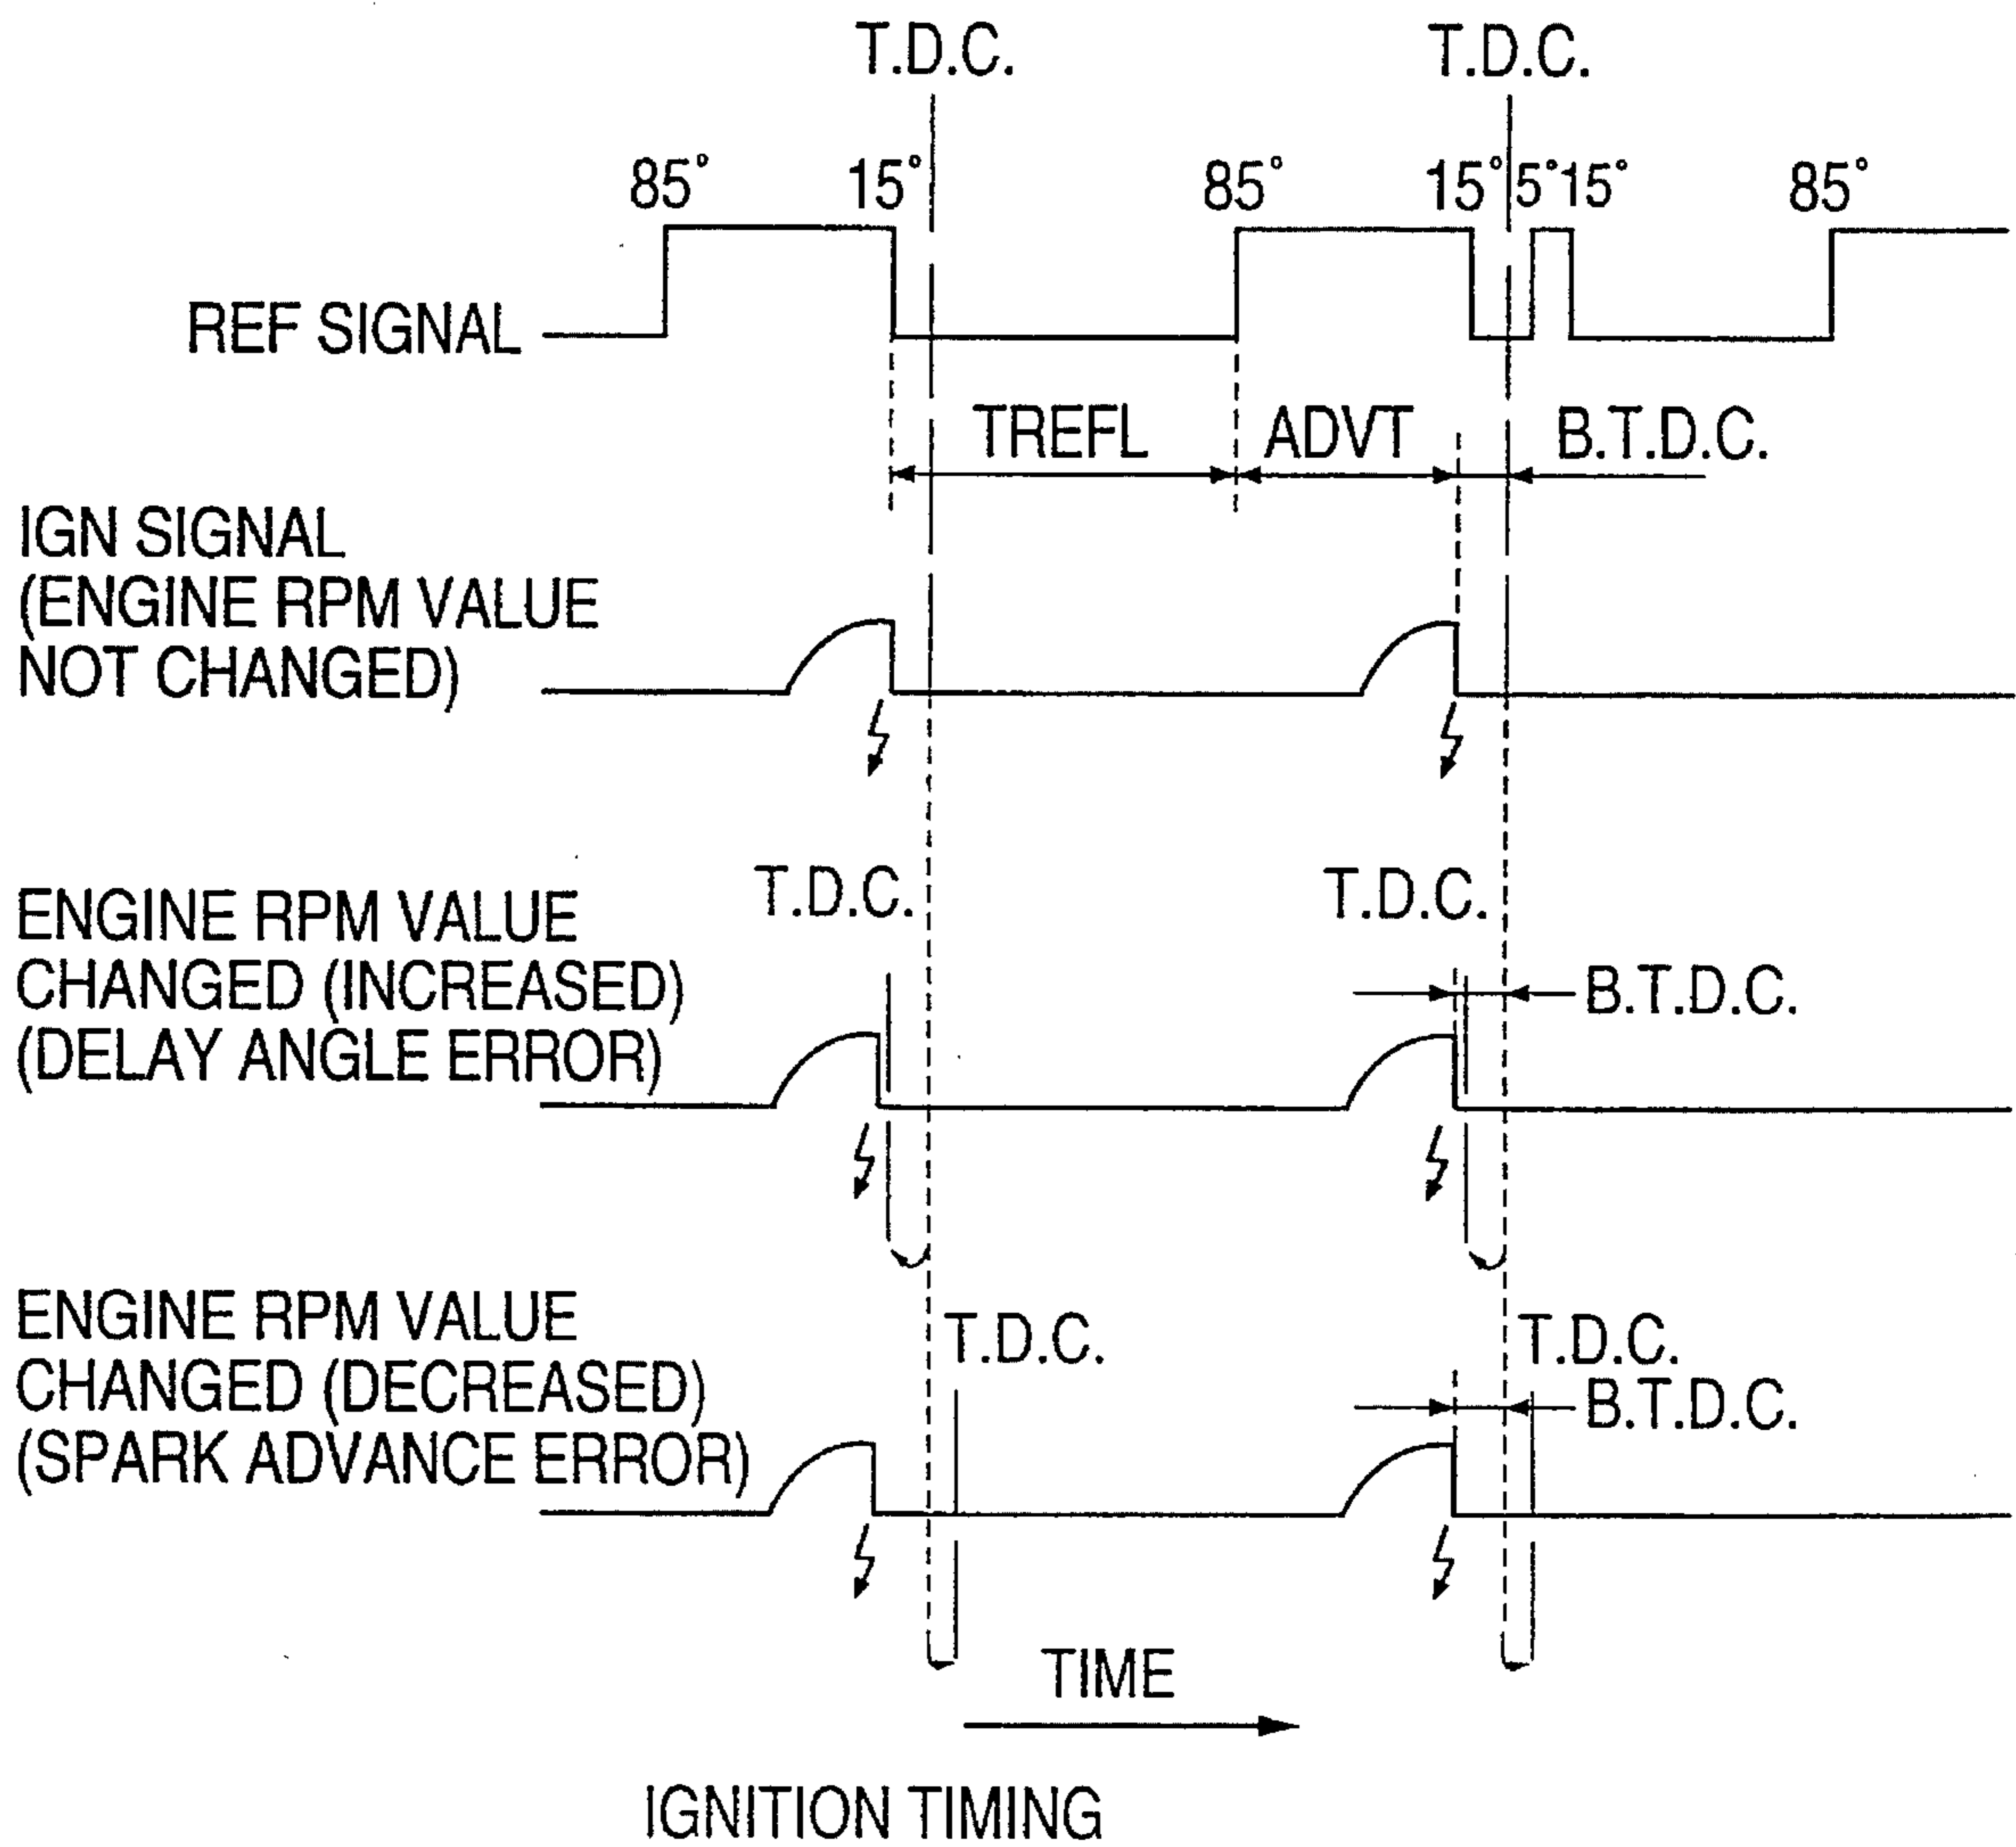 T.D.C. T.D.C.
85° 15° 85° 15° 5° 15° 85°
REF SIGNAL
TREFL ADVT B.T.D.C.
IGN SIGNAL
(ENGINE RPM VALUE
NOT CHANGED)
T.D.C. T.D.C.
ENGINE RPM VALUE
CHANGED (INCREASED)
(DELAY ANGLE ERROR)
B.T.D.C.
ENGINE RPM VALUE
CHANGED (DECREASED)
(SPARK ADVANCE ERROR)
T.D.C. T.D.C.
B.T.D.C.
TIME
IGNITION TIMING